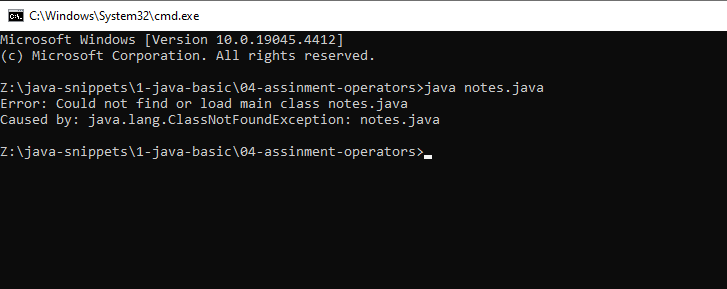 C:\Windows\System32\cmd.exe
Microsoft Windows [Version 10.0.19045.4412]
(c) Microsoft Corporation. All rights reserved.
Z:\java-snippets\1-java-basic\04-assinment-operators>java notes.java
Error: Could not find or load main class notes.java
Caused by: java.lang.ClassNotFoundException: notes.java
Z:\java-snippets\1-java-basic\04-assinment-operators>